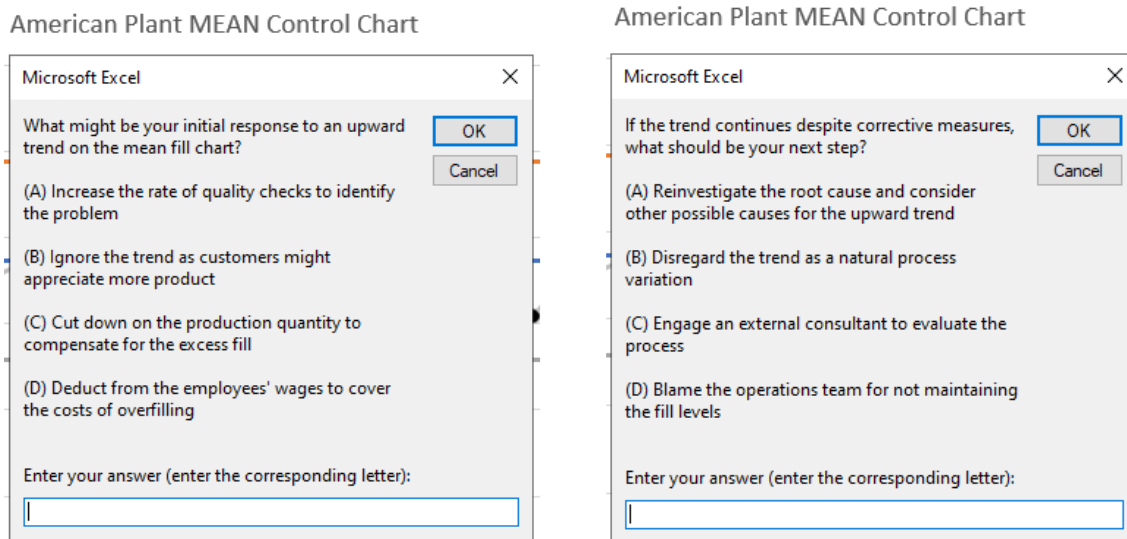 American Plant MEAN Control Chart
Microsoft Excel
What might be your initial response to an upward
trend on the mean fill chart?
OK
Cancel
(A) Increase the rate of quality checks to identify
the problem
(B) Ignore the trend as customers might
appreciate more product
(C) Cut down on the production quantity to
compensate for the excess fill
(D) Deduct from the employees' wages to cover
the costs of overfilling
Enter your answer (enter the corresponding letter):
American Plant MEAN Control Chart
Microsoft Excel
If the trend continues despite corrective measures,
what should be your next step?
OK
Cancel
(A) Reinvestigate the root cause and consider
other possible causes for the upward trend
(B) Disregard the trend as a natural process
variation
(C) Engage an external consultant to evaluate the
process
(D) Blame the operations team for not maintaining
the fill levels
Enter your answer (enter the corresponding letter):